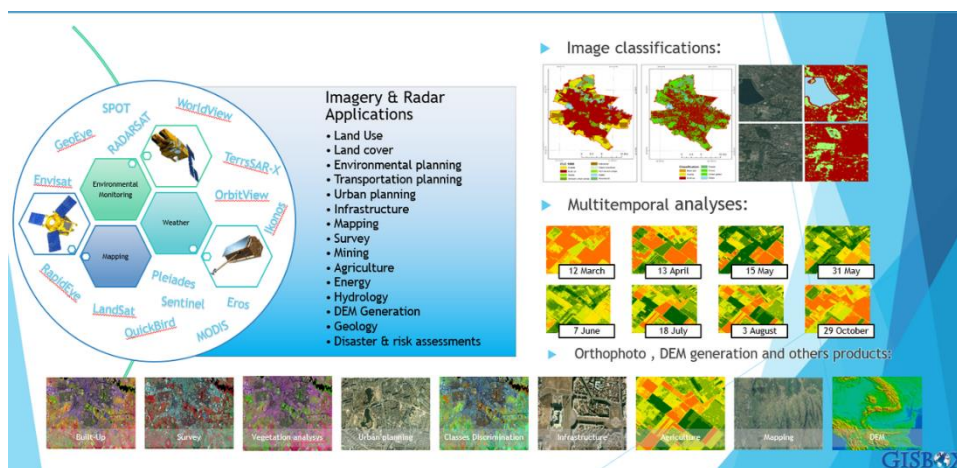 SPOT
WorldView
GeoEye
RADARSAT
TerrsSAR-X
Envisat
Environmental
Monitoring
OrbitView
Weather
Ikonos
Mapping
RapidEye
Pleiades
LandSat
Sentinel
Eros
QuickBird
MODIS
Imagery & Radar
Applications
• Land Use
• Land cover
• Environmental planning
• Transportation planning
• Urban planning
• Infrastructure
• Mapping
• Survey
• Mining
• Agriculture
• Energy
• Hydrology
• DEM Generation
• Geology
• Disaster & risk assessments
Image classifications:
Multitemporal analyses:
12 March
13 April
15 May
31 May
7 June
18 July
3 August
29 October
Orthophoto , DEM generation and others products:
Built-Up
Survey
Vegetation analysys
Urban planning
Classes Discrimination
Infrastructure
Agriculture
Mapping
DEM
GISBOX